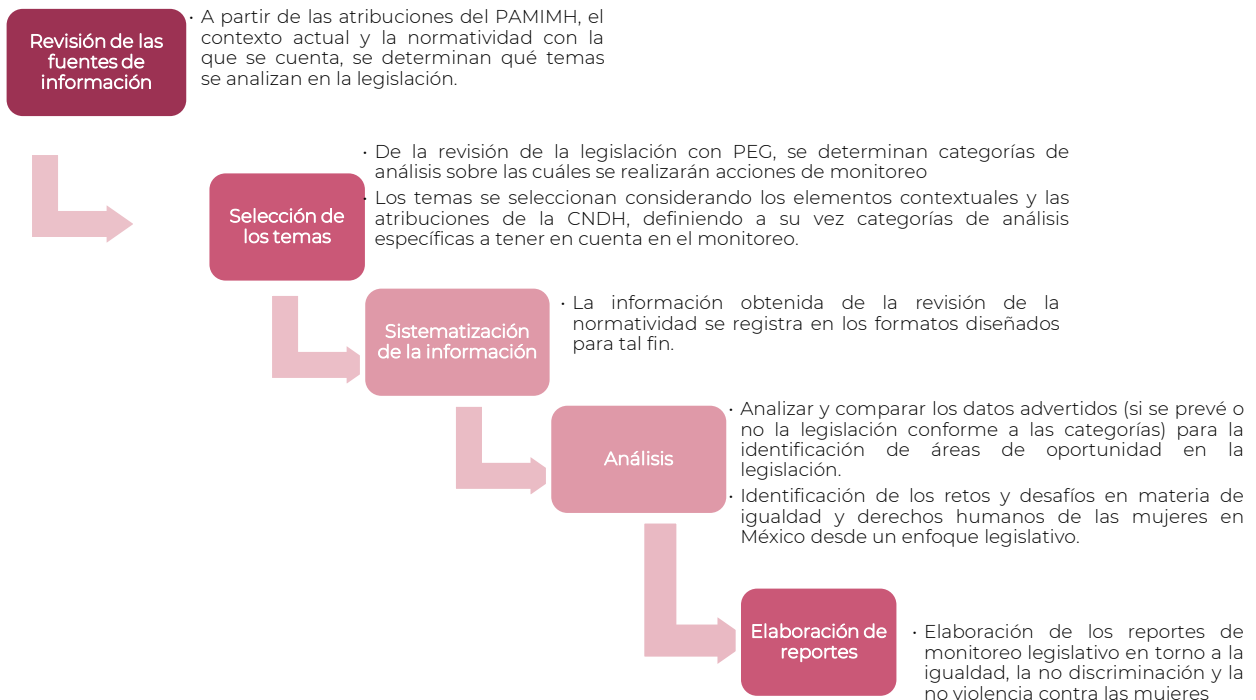 Revisión de las
fuentes de
información
· A partir de las atribuciones del PAMIMH, el
contexto actual y la normatividad con la
que se cuenta, se determinan qué temas
se analizan en la legislación.
Selección de
los temas
· De la revisión de la legislación con PEG, se determinan categorías de
análisis sobre las cuáles se realizarán acciones de monitoreo
· Los temas se seleccionan considerando los elementos contextuales y las
atribuciones de la CNDH, definiendo a su vez categorías de análisis
específicas a tener en cuenta en el monitoreo.
Sistematización
de la información
· La información obtenida de la revisión de la
normatividad se registra en los formatos diseñados
para tal fin.
Análisis
· Analizar y comparar los datos advertidos (si se prevé o
no la legislación conforme a las categorías) para la
identificación de áreas de oportunidad en la
legislación.
· Identificación de los retos y desafíos en materia de
igualdad y derechos humanos de las mujeres en
México desde un enfoque legislativo.
Elaboración de
reportes
· Elaboración de los reportes de
monitoreo legislativo en torno a la
igualdad, la no discriminación y la
no violencia contra las mujeres